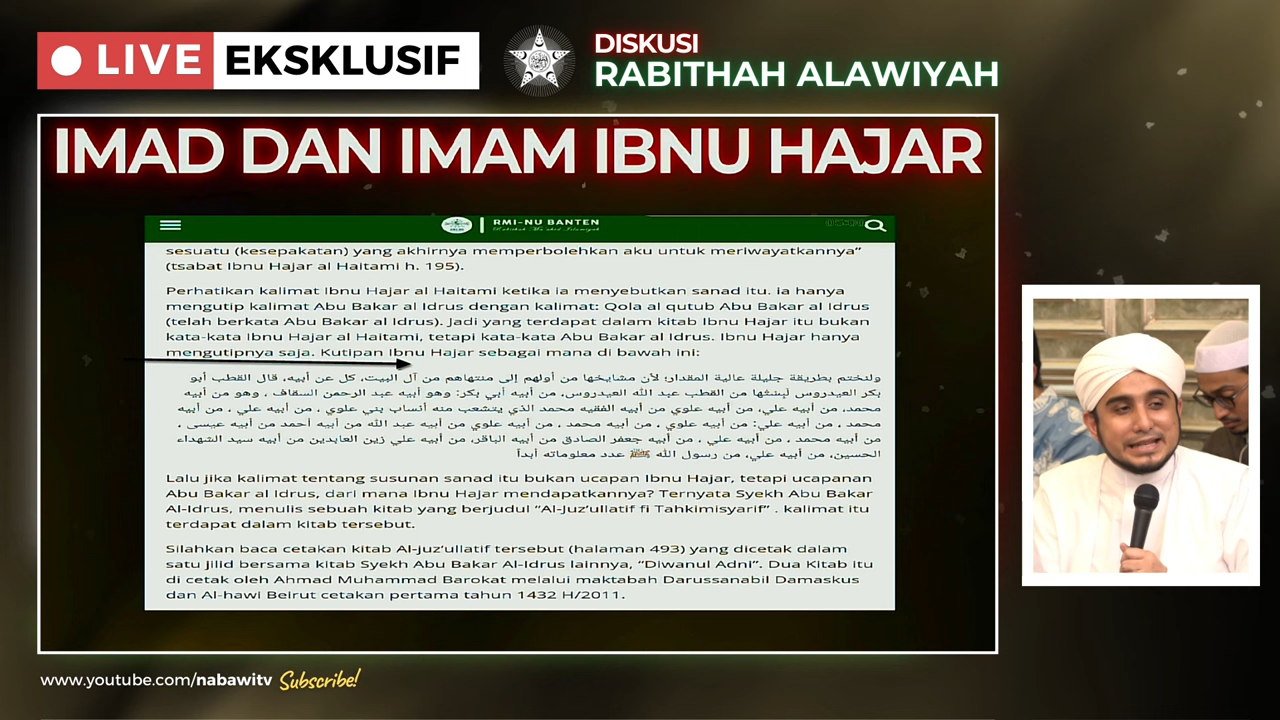 LIVE EKSKLUSIF
DISKUSI
RABITHAH ALAWIYAH
IMAD DAN IMAM IBNU HAJAR
RMI-NU BANTEN
sesuatu (kesepakatan) yang akhirnya memperbolehkan aku untuk meriwayatkannya”
(tsabat Ibnu Hajar al Haitami h. 195).
Perhatikan kalimat Ibnu Hajar al Haitami ketika ia menyebutkan sanad itu. ia hanya
mengutip kalimat Abu Bakar al Idrus dengan kalimat: Qola al qutub Abu Bakar al Idrus
(telah berkata Abu Bakar al Idrus). Jadi yang terdapat dalam kitab Ibnu Hajar itu bukan
kata-kata Ibnu Hajar al Haitami, tetapi kata-kata Abu Bakar al Idrus. Ibnu Hajar hanya
mengutipnya saja. Kutipan Ibnu Hajar sebagai mana di bawah ini:
ولنختم بطريقة جليلة عالية المقدار؛ لأن مشايخها من أولهم إلى منتهاهم من آل البيت، كل عن أبيه، قال القطب أبو
بكر العيدروس لبستها من القطب عبد الله العيدروس، من أبيه أبي بكر: وهو أبيه عبد الرحمن السقاف ، وهو من أبيه
محمد، من أبيه علي، من أبيه علوي من أبيه الفقيه محمد الذي يتشعب منه أنساب بني علوي ، من أبيه علي ، من أبيه
محمد ، من أبيه علي: من أبيه علوي ، من أبيه محمد ، من أبيه علوي من أبيه عبد الله من أبيه أحمد من أبيه عيسى ،
من أبيه محمد ، من أبيه علي ، من أبيه جعفر الصادق من أبيه الباقر، من أبيه علي زين العابدين من أبيه سيد الشهداء
الحسين، من أبيه علي، من رسول الله ﷺ عدد معلوماته أبدآ
Lalu jika kalimat tentang susunan sanad itu bukan ucapan Ibnu Hajar, tetapi ucapanan
Abu Bakar al Idrus, dari mana Ibnu Hajar mendapatkannya? Ternyata Syekh Abu Bakar
Al-Idrus, menulis sebuah kitab yang berjudul “Al-Juz’ullatif fi Tahkimisyarif” . kalimat itu
terdapat dalam kitab tersebut.
Silahkan baca cetakan kitab Al-juz’ullatif tersebut (halaman 493) yang dicetak dalam
satu jilid bersama kitab Syekh Abu Bakar Al-Idrus lainnya, “Diwanul Adni”. Dua Kitab itu
di cetak oleh Ahmad Muhammad Barokat melalui maktabah Darussanabil Damaskus
dan Al-hawi Beirut cetakan pertama tahun 1432 H/2011.
www.youtube.com/nabawitv Subscribe!